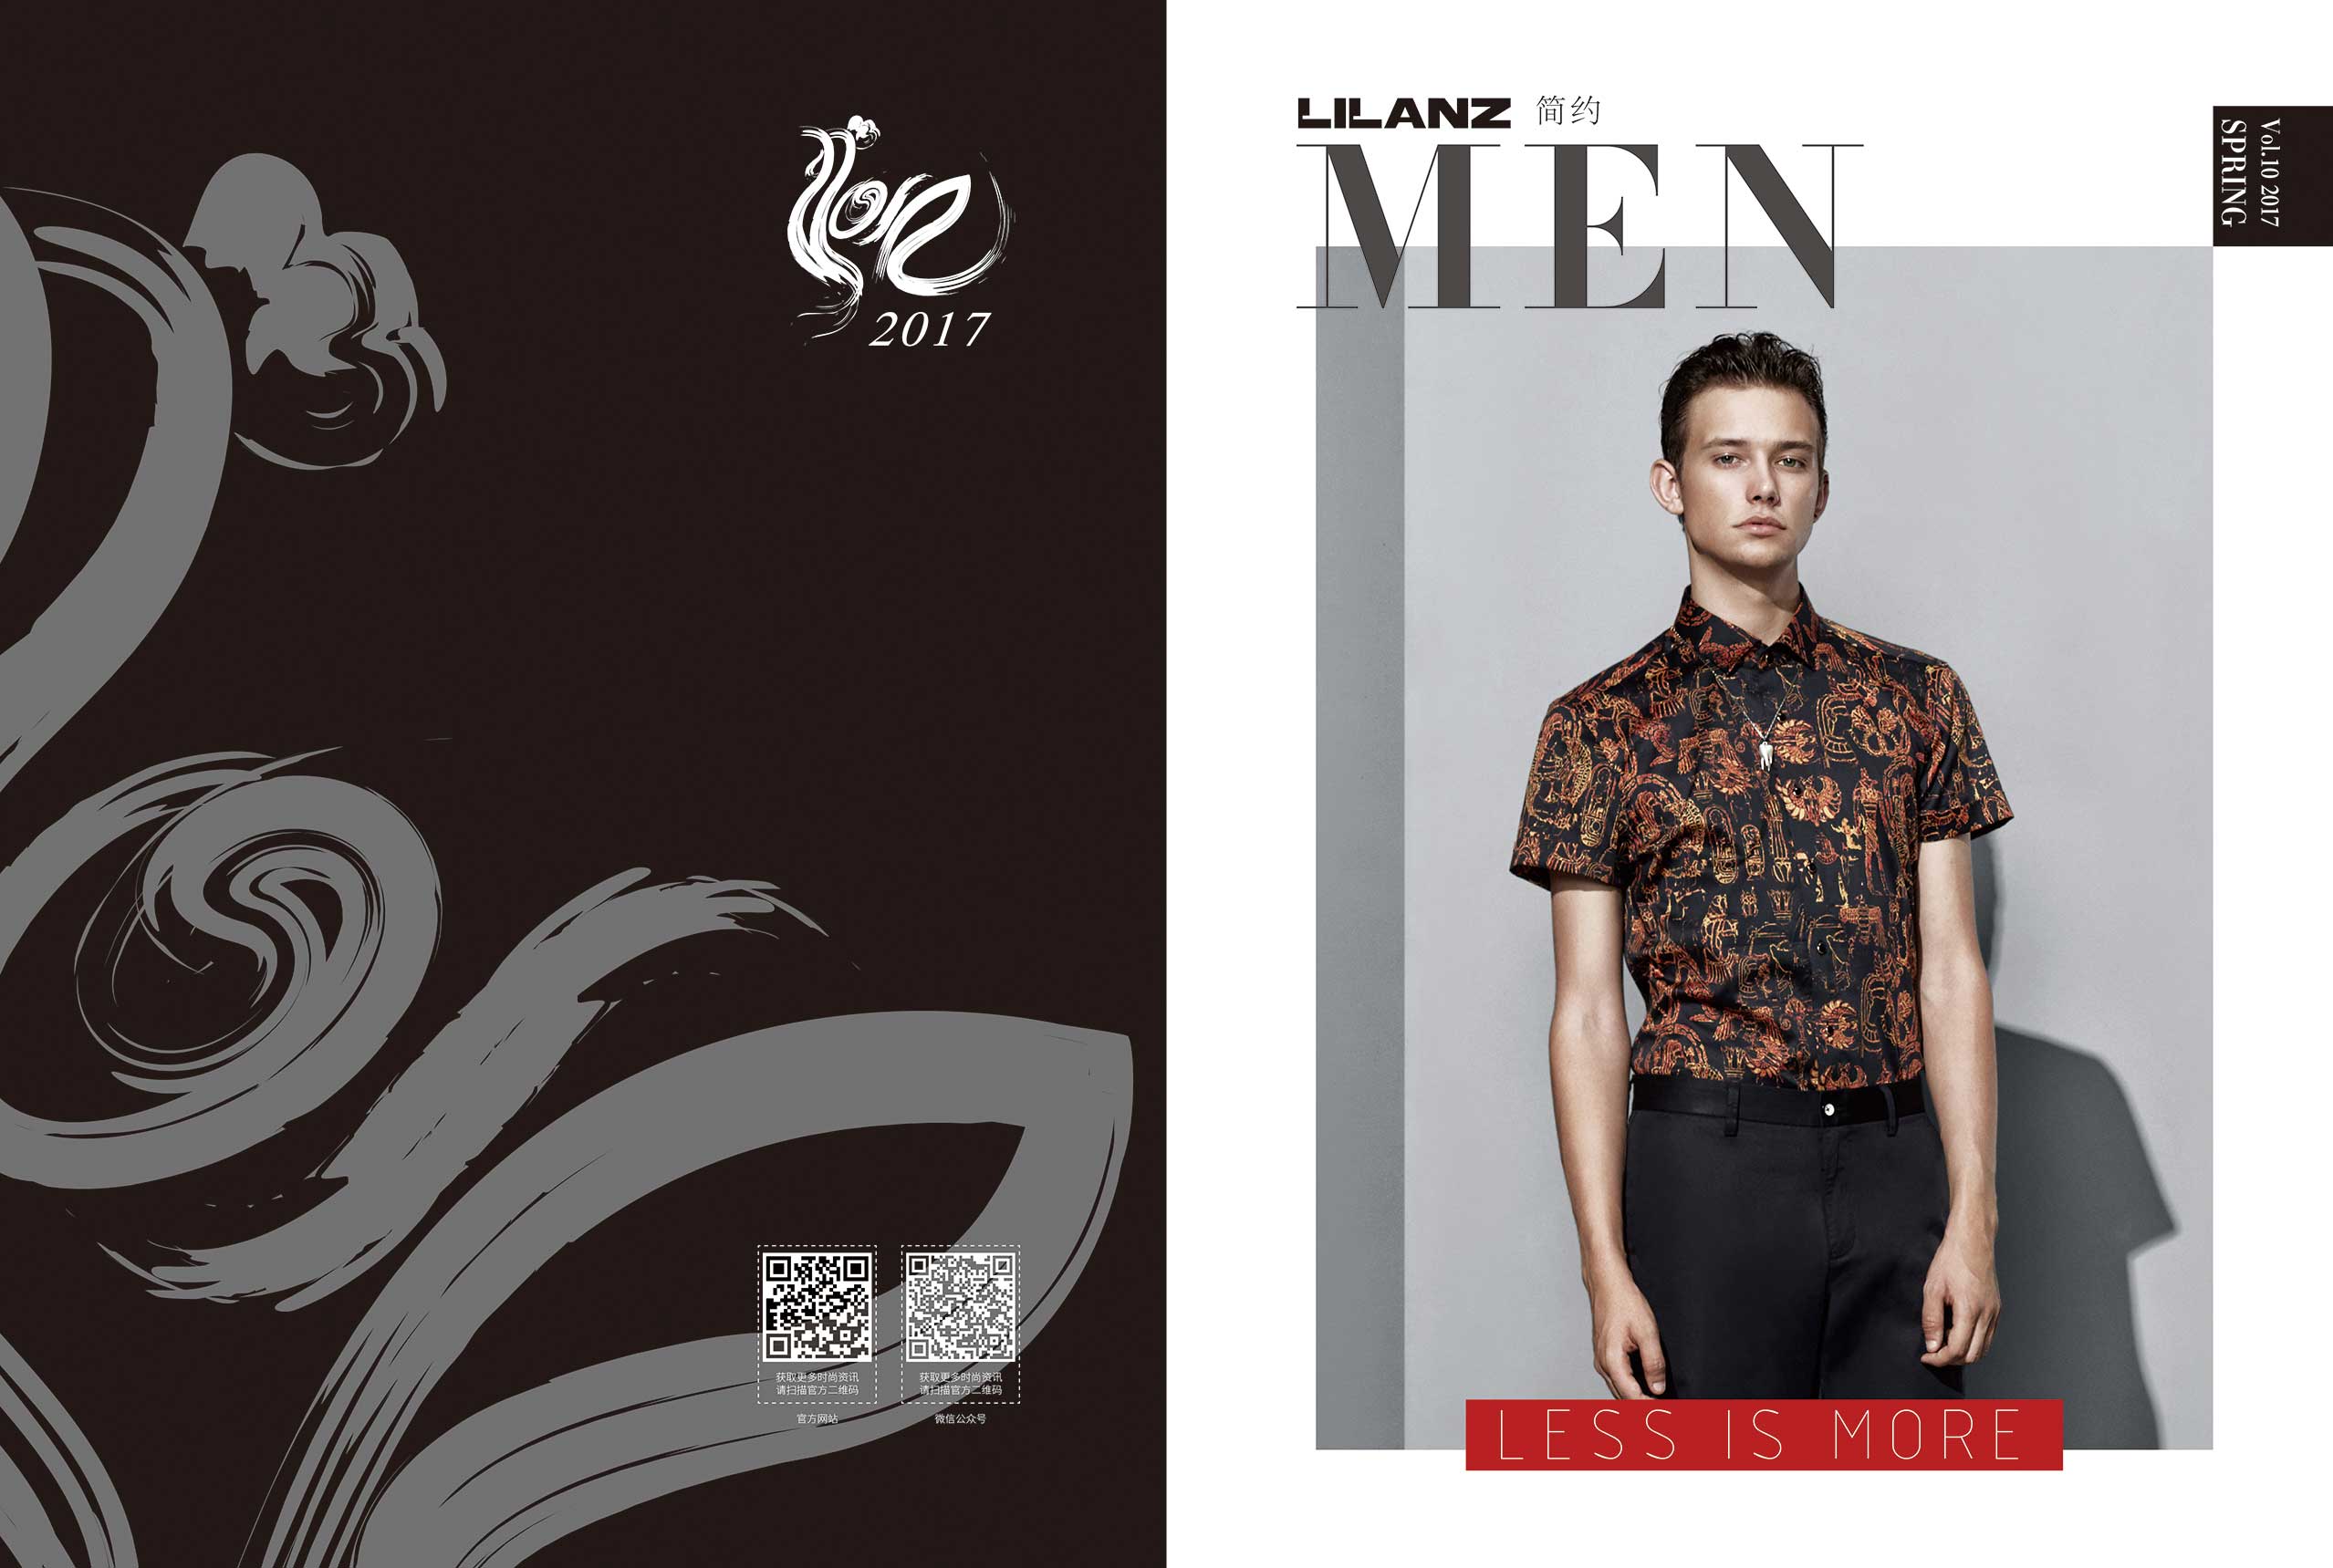 2017
获取更多时尚资讯
请扫描官方二维码
官方网站
获取更多时尚资讯
请扫描官方二维码
微信公众号
LILANZ 简约
MEN
Vol.10 2017
SPRING
LESS IS MORE